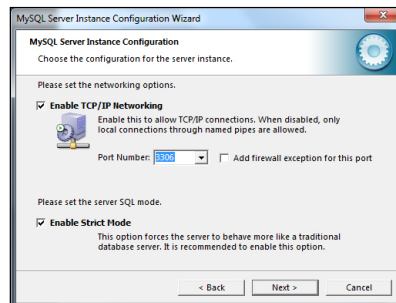 MySQL Server Instance Configuration Wizard
MySQL Server Instance Configuration
Choose the configuration for the server instance.
Please set the networking options.
Enable TCP/IP Networking
Enable this to allow TCP/IP connections. When disabled, only
local connections through named pipes are allowed.
Port Number: 3306 Add firewall exception for this port
Please set the server SQL mode.
Enable Strict Mode
This option forces the server to behave more like a traditional
database server. It is recommended to enable this option.
< Back Next > Cancel